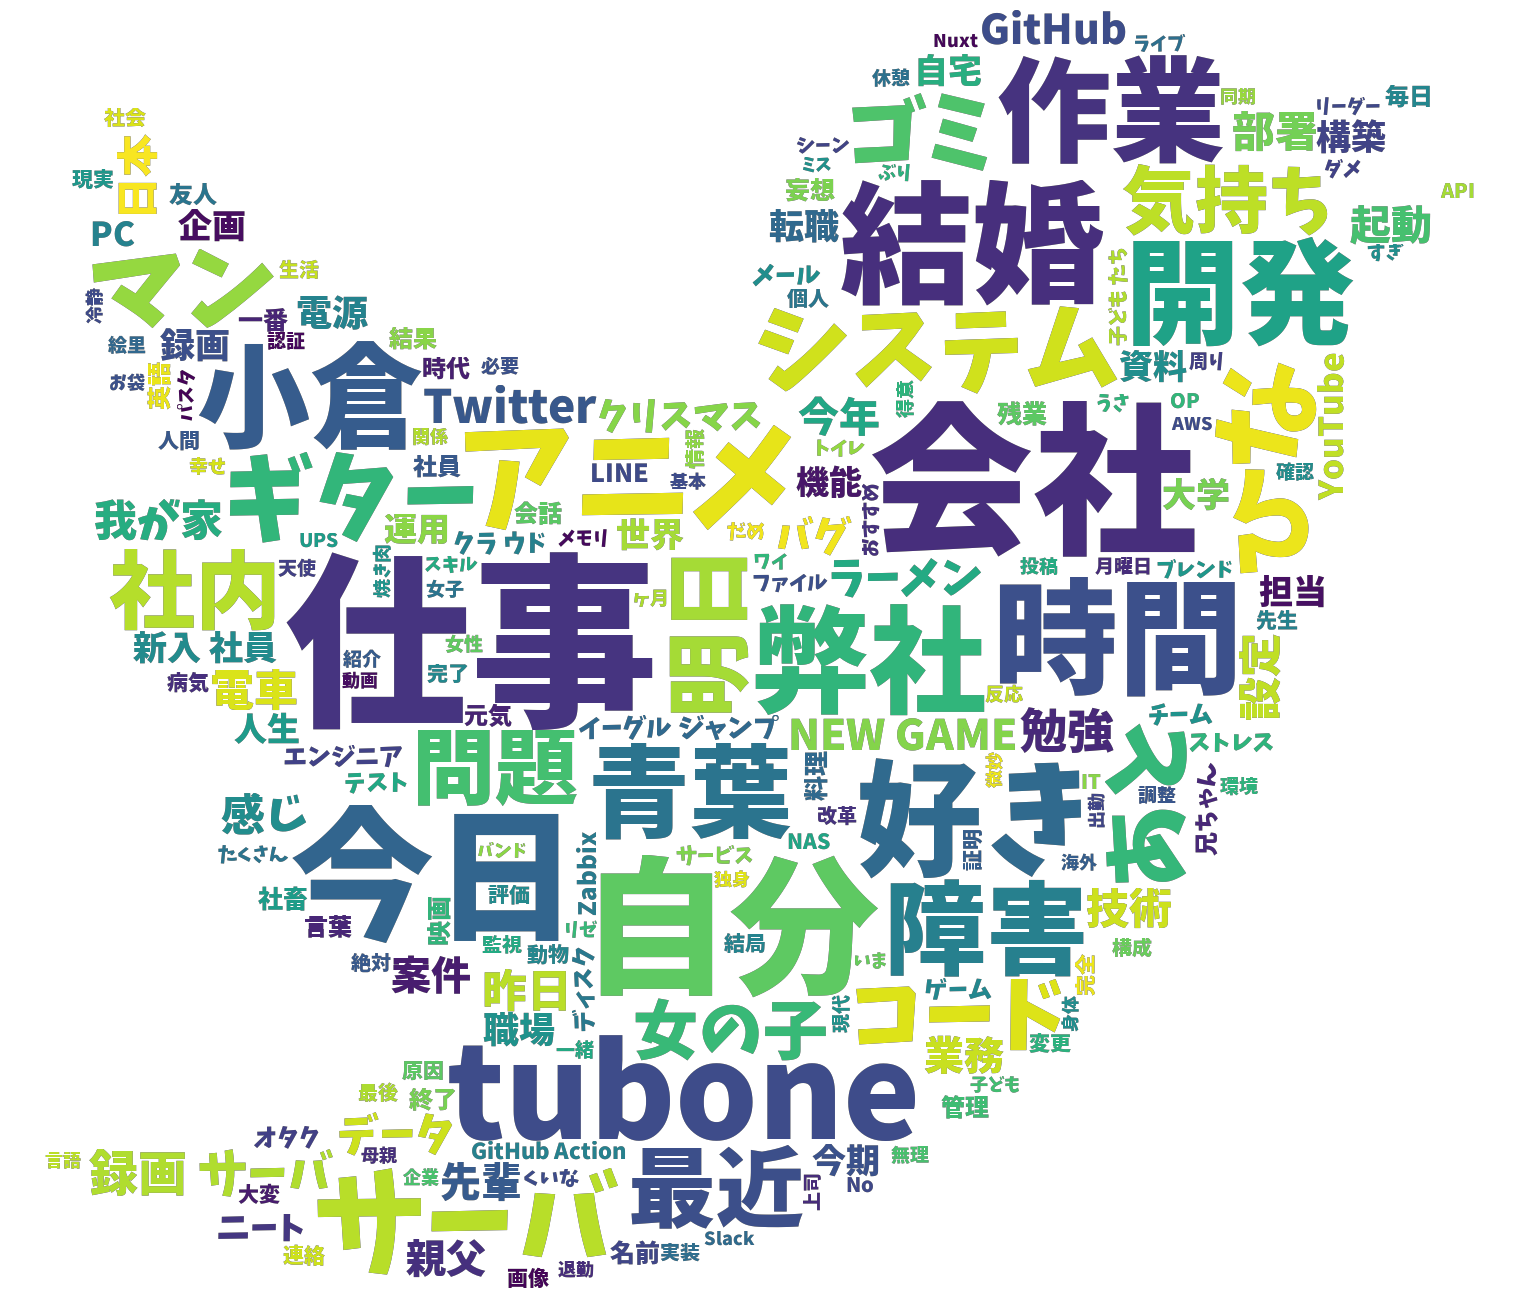 GitHub
Nuxt
ライブ
休憩
自宅
作業
同期
リーダー
毎日
社会
ゴミ
部署
構築
日本
シーン
ミス
ぶり
ダメ
現実
友人
妄想
気持ち
API
企画
PC
転職
結婚
起動
すぎ
マン
生活
メール
個人
子どもたち
開発
冷静
電源
一番
認証
録画
絵里
結果
システム
資料
周り
お袋
英語
パスタ
小倉
時代
必要
Twitter
クリスマス
今年
得意
残業
うさ
OP
AWS
ひな
YouTube
人間
関係
アニメ
情報
トイレ
会社
幸せ
ギター
社員
LINE
基本
機能
おすすめ
大学
確認
我が家
運用
会話
世界
だめ
バグ
UPS
クラウド
メモリ
社内
天使
焼き肉
スキル
女子
仕事
ヶ月
明日
ワイ
ファイル
ラーメン
投稿
月曜日
ブレンド
担当
先生
新入 社員
紹介
動画
女性
完了
弊社
時間
設定
病気
電車
元気
反応
人生
イーグル ジャンプ
NEW GAME
勉強
チーム
ストレス
エンジニア
テスト
問題
青葉
料理
微妙
IT
ススす
調整
環境
兄ちゃん
感じ
たくさん
今日
バンド
評価
Zabbix
改革
NAS
好き
証明
出勤
海外
サービス
独身
社畜
言葉
映画
監視
リゼ
動物
自分
結局
いま
障害
技術
構成
絶対
案件
昨日
ディスク
完全
職場
一緒
女の子
現代
コード
ゲーム
身体
変更
業務
tubone
原因
最後
終了
子ども
管理
オタク
データ
母親
GitHub Action
言語
録画 サーバ
大変
企業
先輩
くいな
最近
今期
No
無理
上司
ニート
サーバ
Slack
連絡
親父
名前
実装
画像
退勤